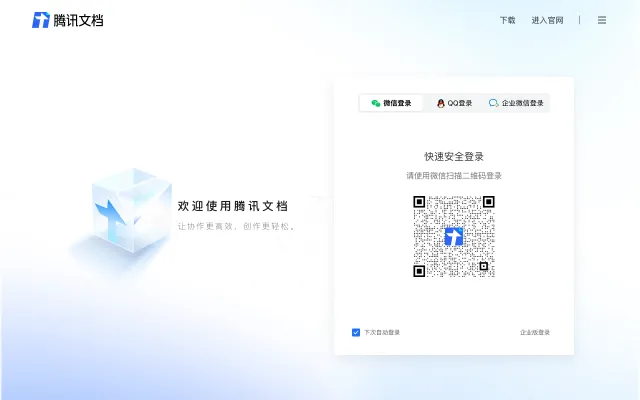 腾讯文档
下载 进入官网
微信登录 QQ登录 企业微信登录
快速安全登录
请使用微信扫描二维码登录
欢迎使用腾讯文档
让协作更高效，创作更轻松。
下次自动登录 企业版登录